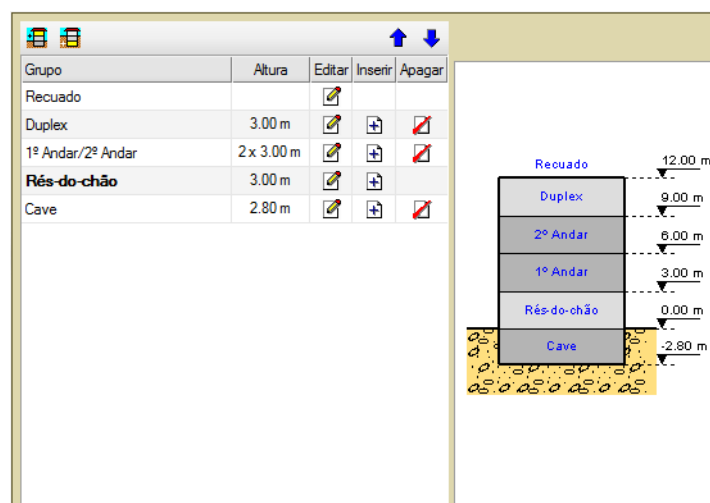 Grupo Altura Editar Inserir Apagar
Recuado
Duplex 3.00 m
1º Andar/2º Andar 2 x 3.00 m
Rés-do-chão 3.00 m
Cave 2.80 m
Recuado 12.00 m
Duplex 9.00 m
2º Andar 6.00 m
1º Andar 3.00 m
Rés-do-chão 0.00 m
Cave -2.80 m